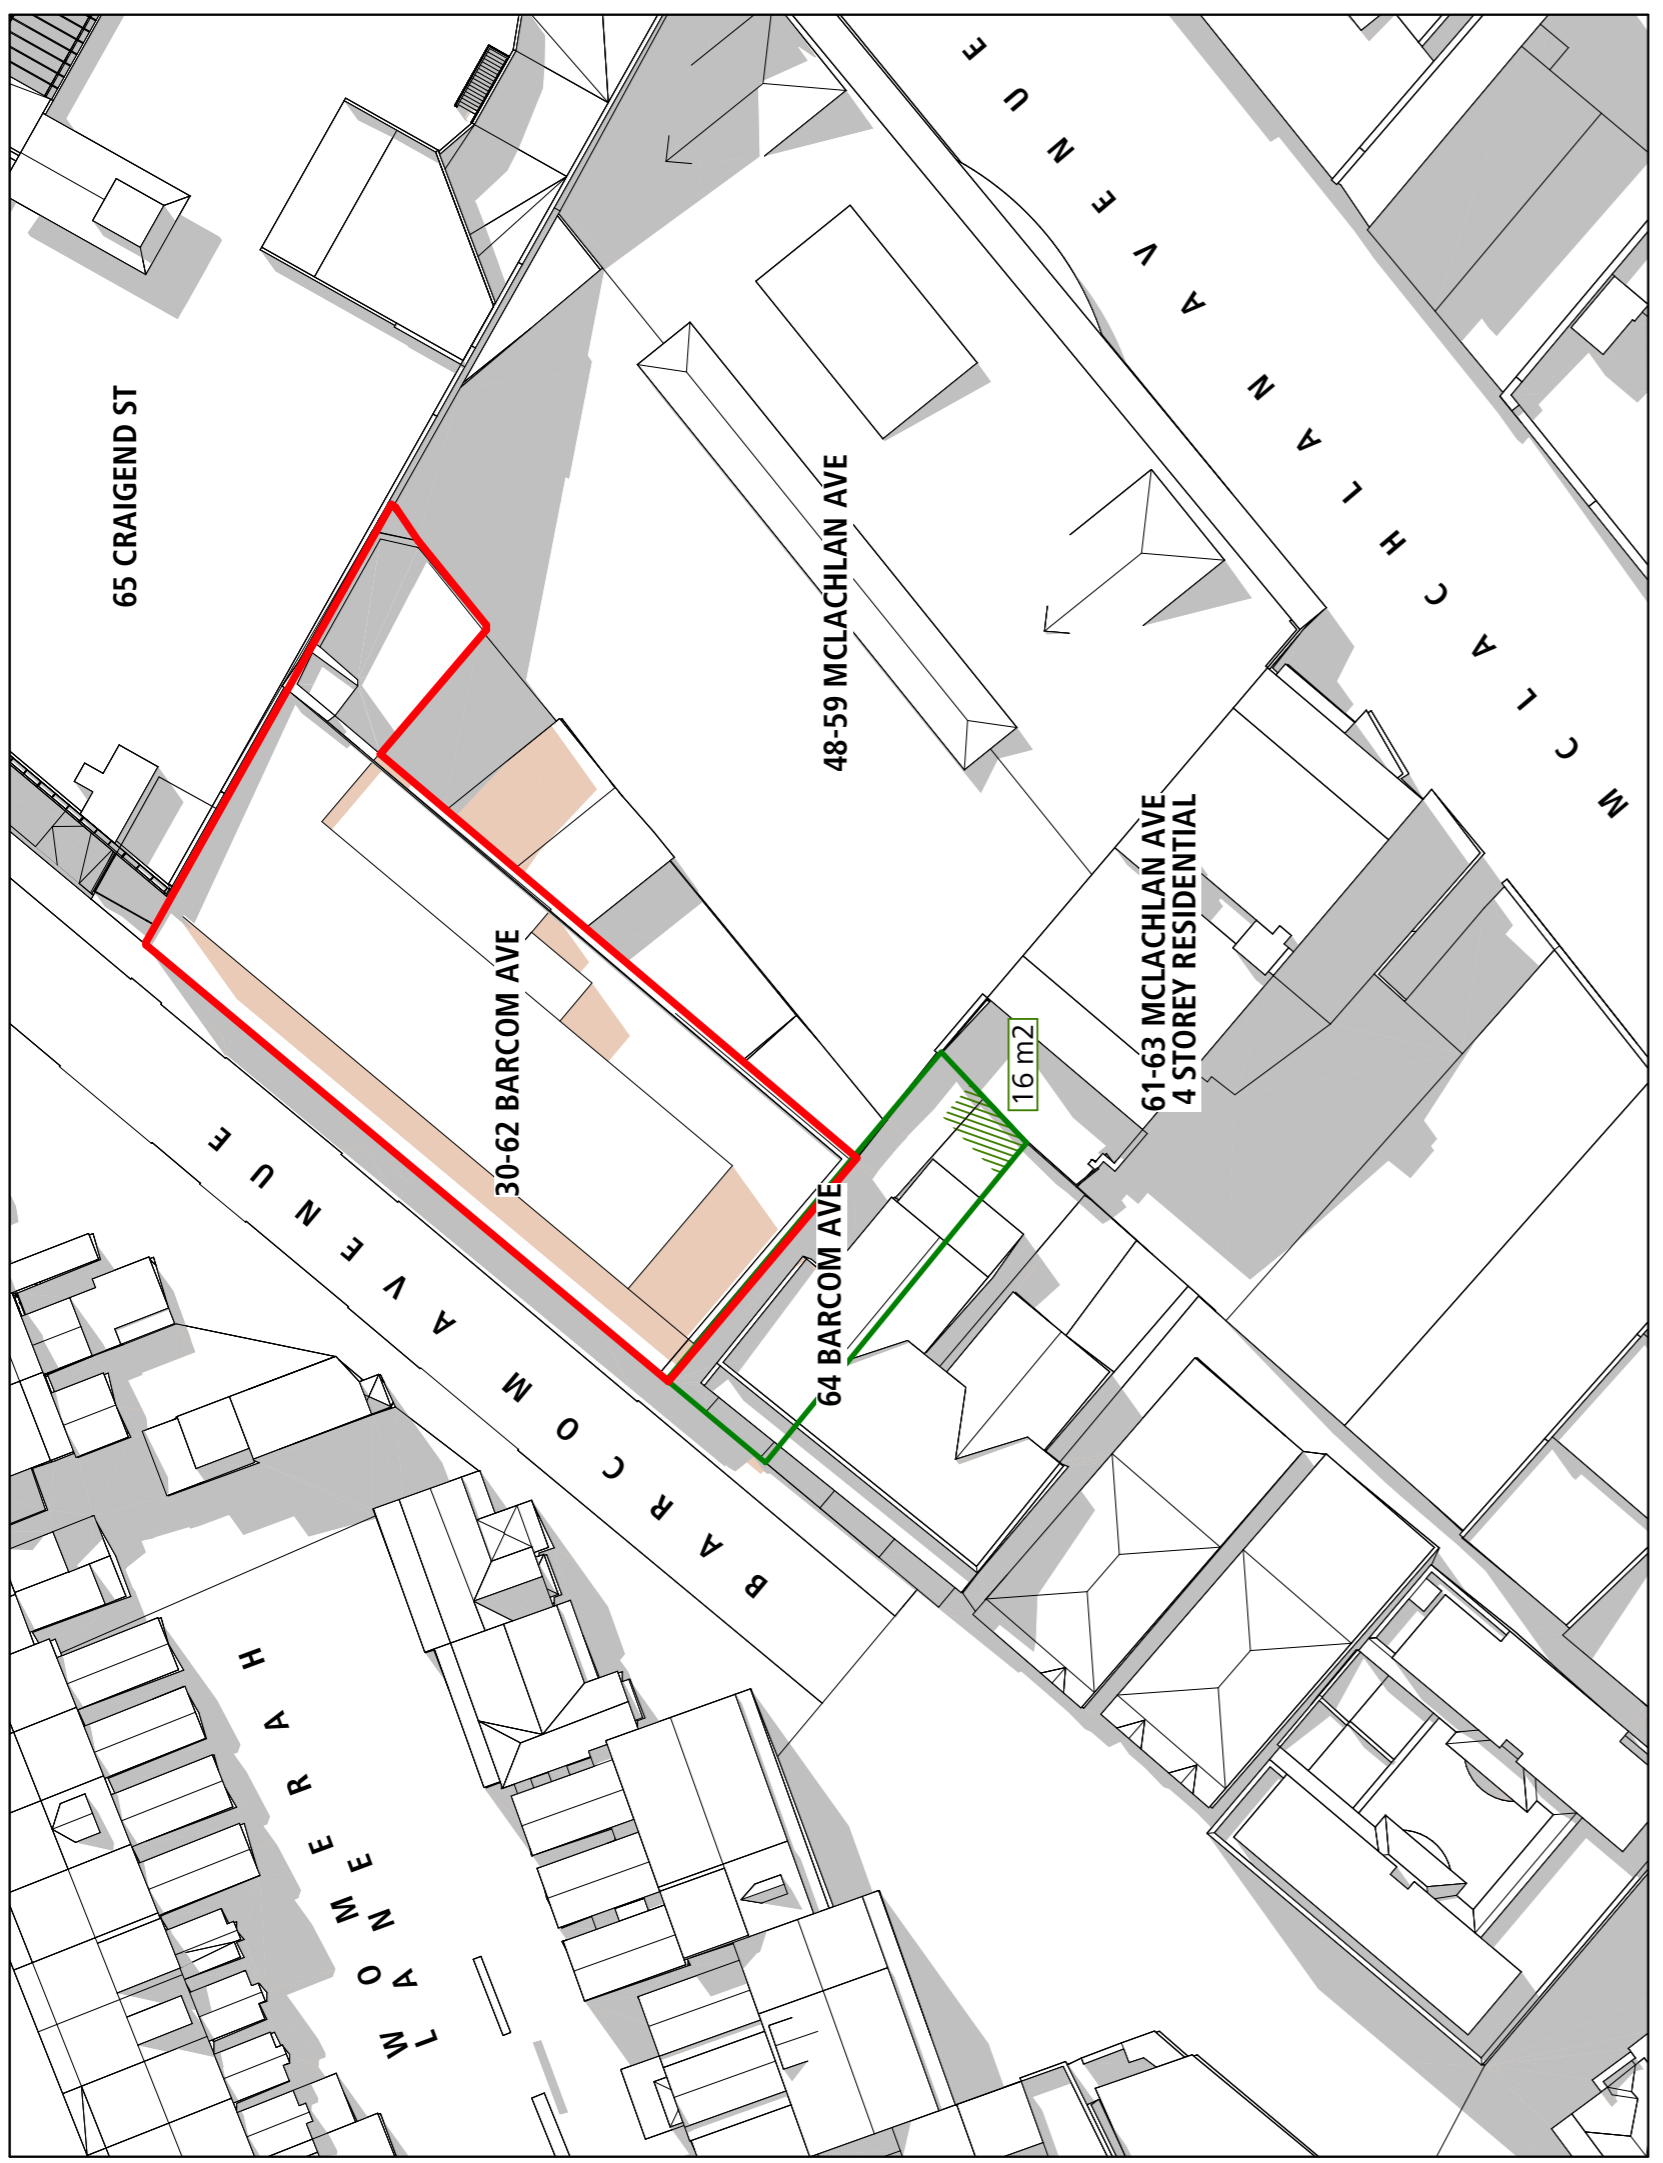 65 CRAIGEND ST
48-59 MCLACHLAN AVE
30-62 BARCOM AVE
64 BARCOM AVE
16 m2
61-63 MCLACHLAN AVE
4 STOREY RESIDENTIAL
MCLACHLAN AVENUE
BARCOM AVENUE
WOOMERAH
LANE